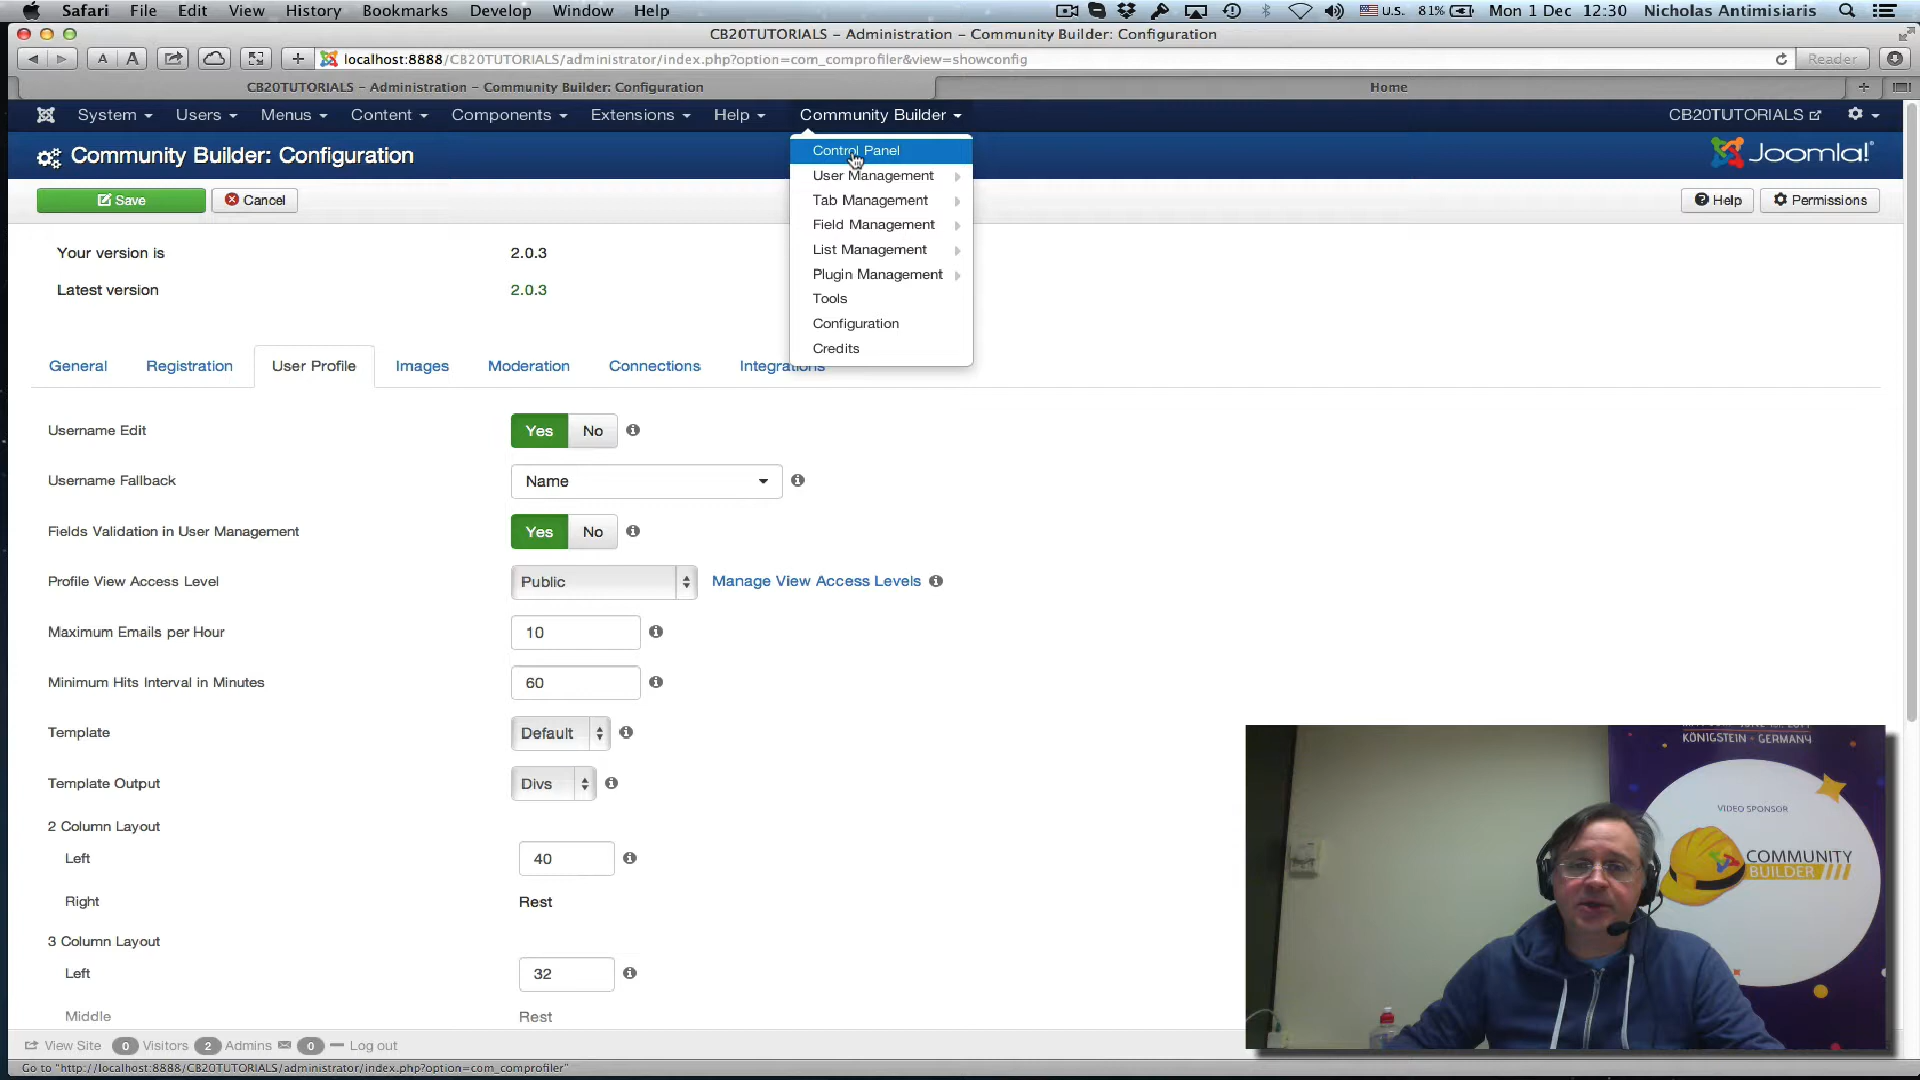 Safari File Edit View History Bookmarks Develop Window Help U.S. 81% Mon 1 Dec 12:30 Nicholas Antimisiaris
CB20TUTORIALS – Administration – Community Builder: Configuration
A A + localhost:8888/CB20TUTORIALS/administrator/index.php?option=com_comprofiler&view=showconfig Reader
CB20TUTORIALS – Administration – Community Builder: Configuration Home +
System Users Menus Content Components Extensions Help Community Builder CB20TUTORIALS
Community Builder: Configuration Joomla!
Control Panel
User Management
Tab Management
Field Management
List Management
Plugin Management
Tools
Configuration
Credits
Save Cancel Help Permissions
Your version is 2.0.3
Latest version 2.0.3
General Registration User Profile Images Moderation Connections Integrations
Username Edit Yes No
Username Fallback Name
Fields Validation in User Management Yes No
Profile View Access Level Public Manage View Access Levels
Maximum Emails per Hour 10
Minimum Hits Interval in Minutes 60
Template Default
Template Output Divs
2 Column Layout
Left 40
Right Rest
3 Column Layout
Left 32
Middle Rest
KÖNIGSTEIN - GERMANY
VIDEO SPONSOR
COMMUNITY
BUILDER
View Site 0 Visitors 2 Admins 0 Log out
Go to "http://localhost:8888/CB20TUTORIALS/administrator/index.php?option=com_comprofiler"